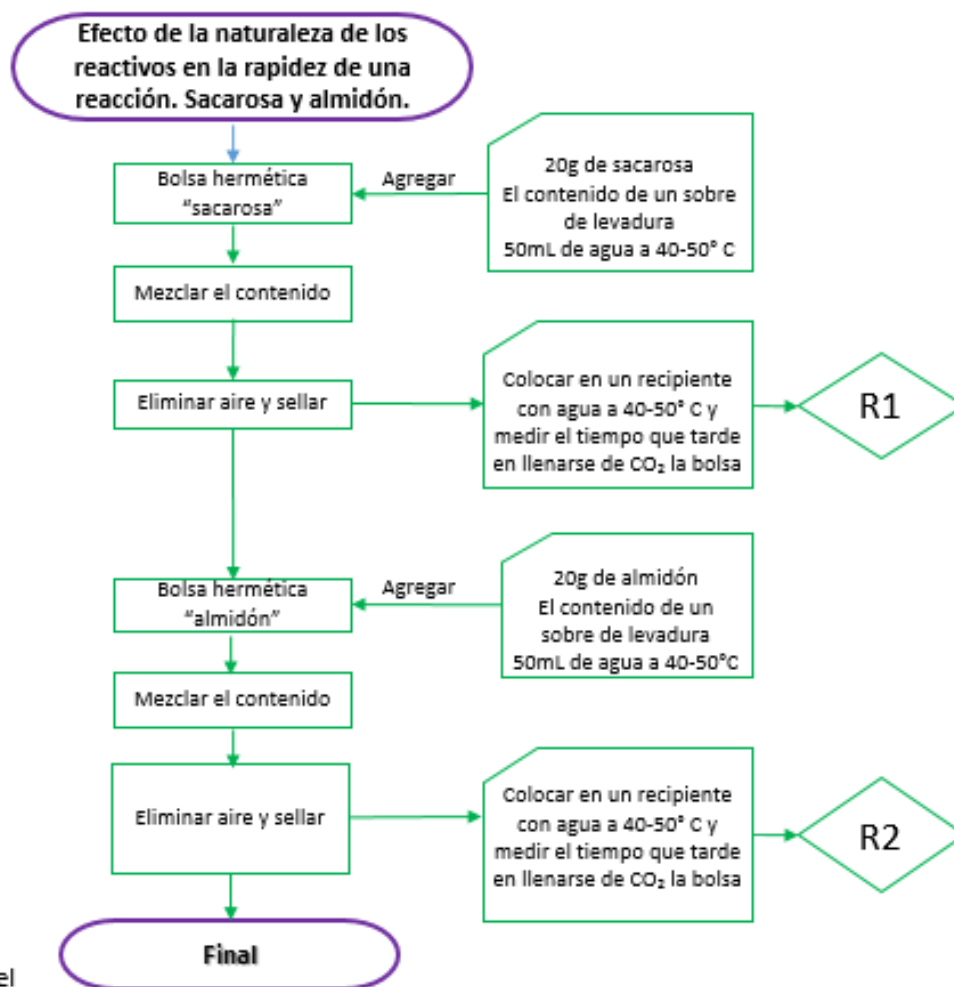 Efecto de la naturaleza de los
reactivos en la rapidez de una
reacción. Sacarosa y almidón.
Bolsa hermética
“sacarosa”
Agregar
20g de sacarosa
El contenido de un sobre
de levadura
50mL de agua a 40-50° C
Mezclar el contenido
Eliminar aire y sellar
Colocar en un recipiente
con agua a 40-50° C y
medir el tiempo que tarde
en llenarse de CO₂ la bolsa
R1
Bolsa hermética
“almidón”
Agregar
20g de almidón
El contenido de un
sobre de levadura
50mL de agua a 40-50°C
Mezclar el contenido
Eliminar aire y sellar
Colocar en un recipiente
con agua a 40-50° C y
medir el tiempo que tarde
en llenarse de CO₂ la bolsa
R2
Final
el